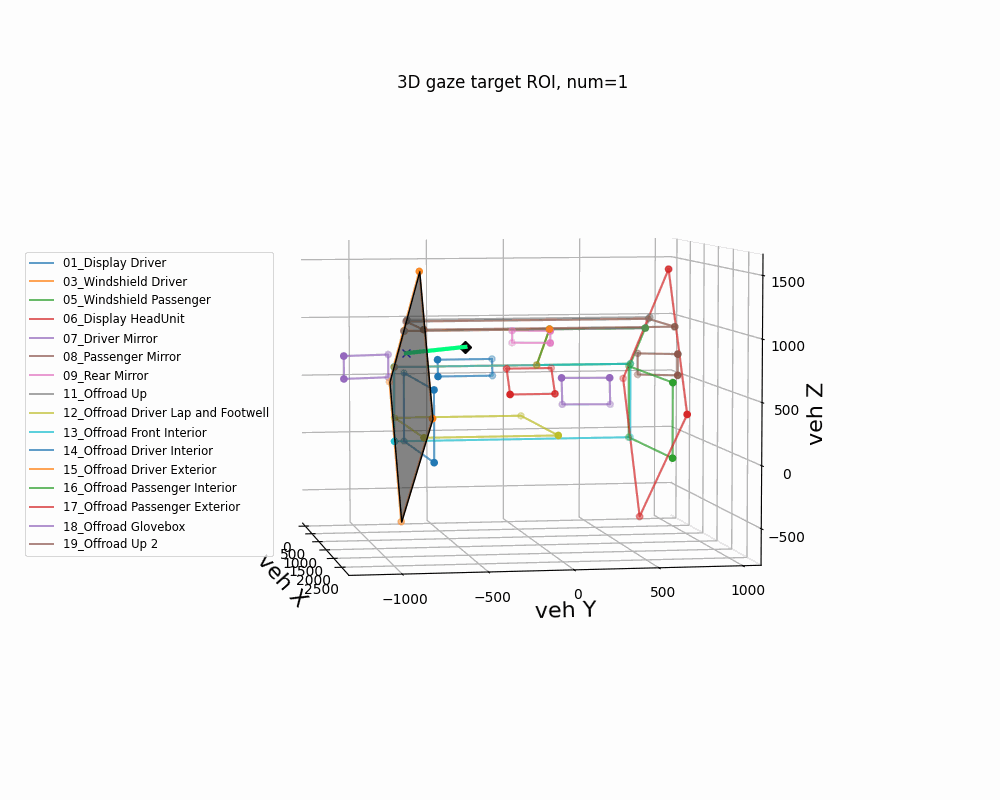 3D gaze target ROI, num=1
01_Display Driver
03_Windshield Driver
05_Windshield Passenger
06_Display HeadUnit
07_Driver Mirror
08_Passenger Mirror
09_Rear Mirror
11_Offroad Up
12_Offroad Driver Lap and Footwell
13_Offroad Front Interior
14_Offroad Driver Interior
15_Offroad Driver Exterior
16_Offroad Passenger Interior
17_Offroad Passenger Exterior
18_Offroad Glovebox
19_Offroad Up 2
1500
1000
500
0
−500
veh Z
0
500
1000
1500
2000
2500
veh X
−1000
−500
0
500
1000
veh Y